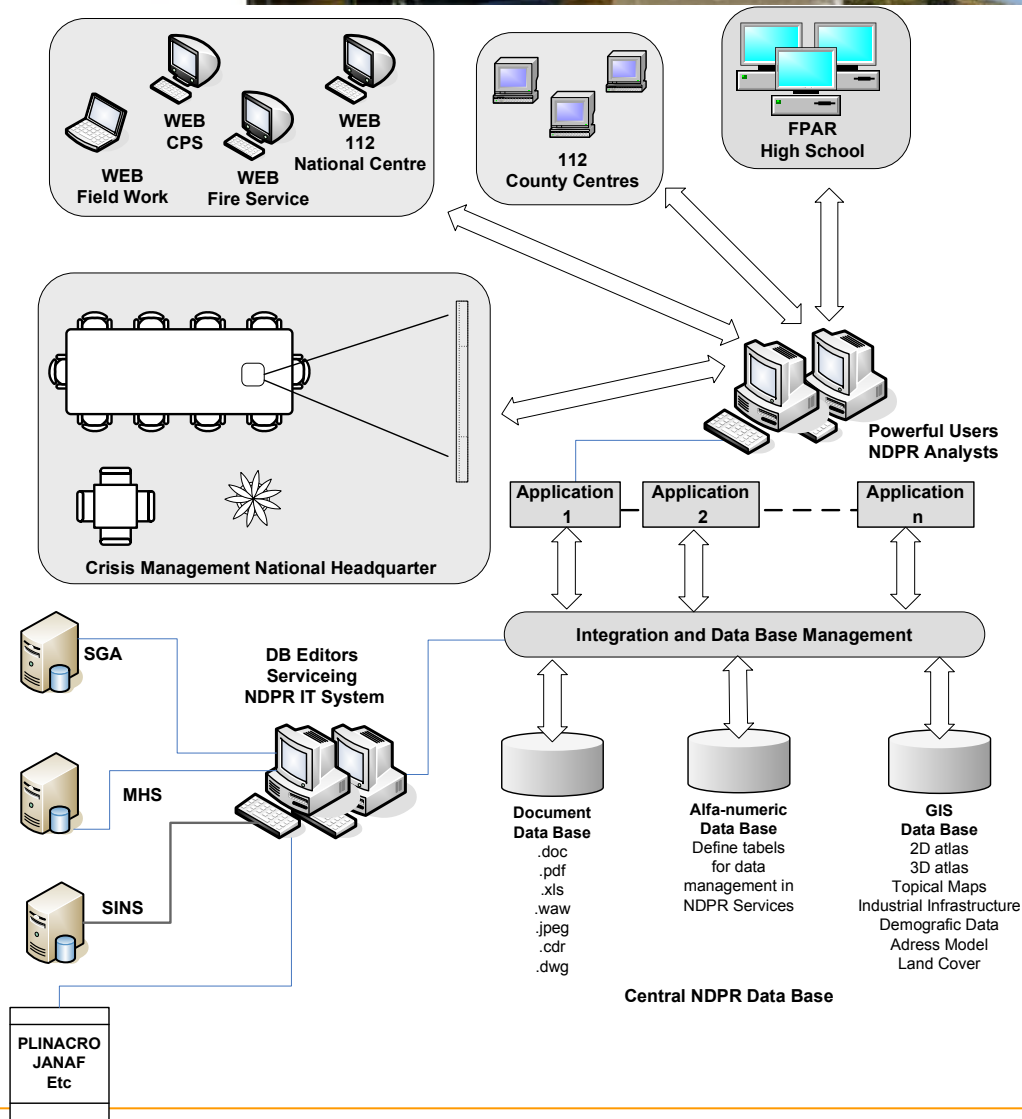 WEB
CPS
WEB
112
National Centre
WEB
Field Work
WEB
Fire Service
112
County Centres
FPAR
High School
Crisis Management National Headquarter
Powerful Users
NDPR Analysts
Application
1
Application
2
Application
n
Integration and Data Base Management
SGA
MHS
SINS
DB Editors
Serviceing
NDPR IT System
PLINACRO
JANAF
Etc
Document
Data Base
.doc
.pdf
.xls
.waw
.jpeg
.cdr
.dwg
Alfa-numeric
Data Base
Define tabels
for data
management in
NDPR Services
GIS
Data Base
2D atlas
3D atlas
Topical Maps
Industrial Infrastructure
Demografic Data
Adress Model
Land Cover
Central NDPR Data Base